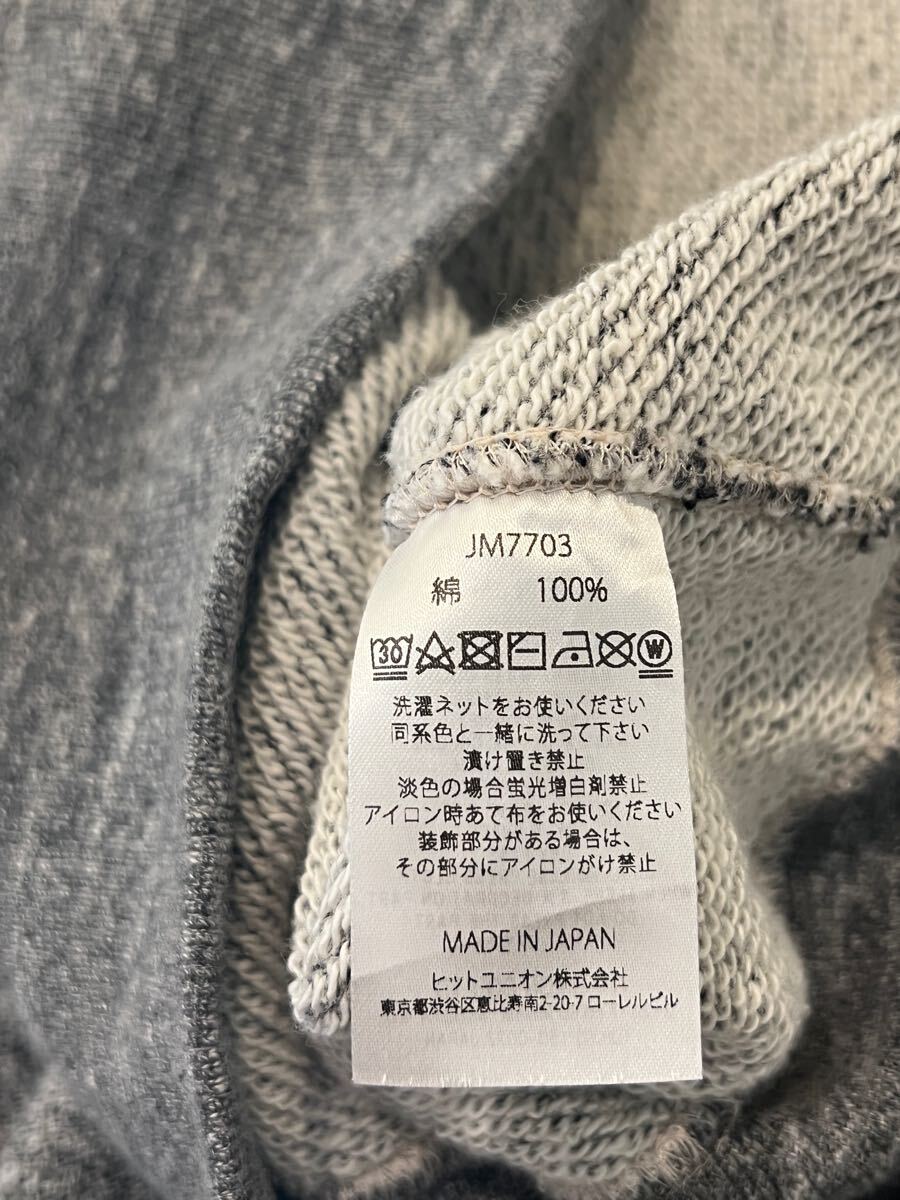 JM7703
綿 100%
30 W
洗濯ネットをお使いください
同系色と一緒に洗って下さい
漬け置き禁止
淡色の場合蛍光増白剤禁止
アイロン時あて布をお使いください
装飾部分がある場合は、
その部分にアイロンがけ禁止
MADE IN JAPAN
ヒットユニオン株式会社
東京都渋谷区恵比寿南2-20-7 ローレルビル